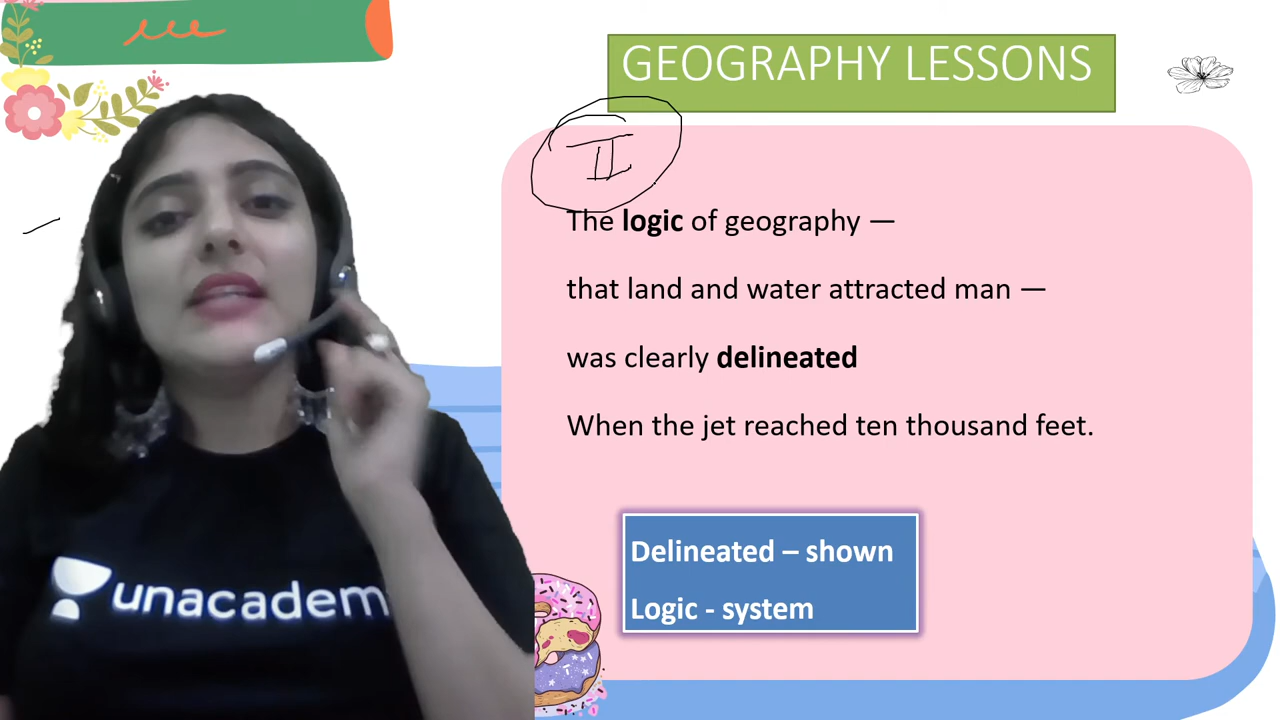 GEOGRAPHY LESSONS
II
The logic of geography —
that land and water attracted man —
was clearly delineated
When the jet reached ten thousand feet.
Delineated – shown
Logic - system
unacadem